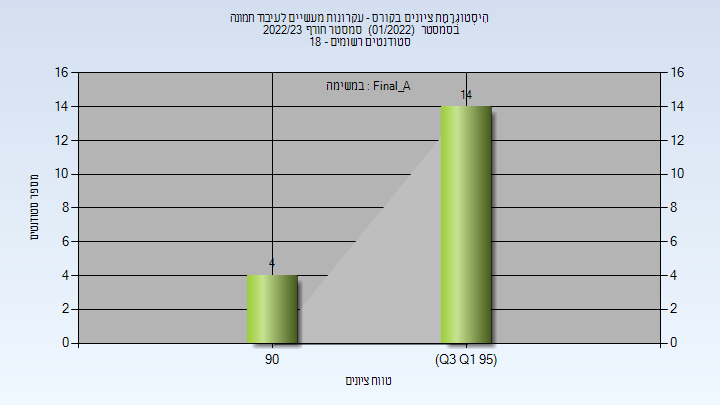 היסטוגרמת ציונים בקורס - עקרונות מעשיים לעיבוד תמונה
בסמסטר (01/2022) סמסטר חורף 2022/23
סטודנטים רשומים - 18
במשימה : Final_A
16 16
14 14 14
12 12
10 10
8 8
6 6
4 4 4
2 2
0 0
מספר סטודנטים
90 (Q3 Q1 95)
טווח ציונים